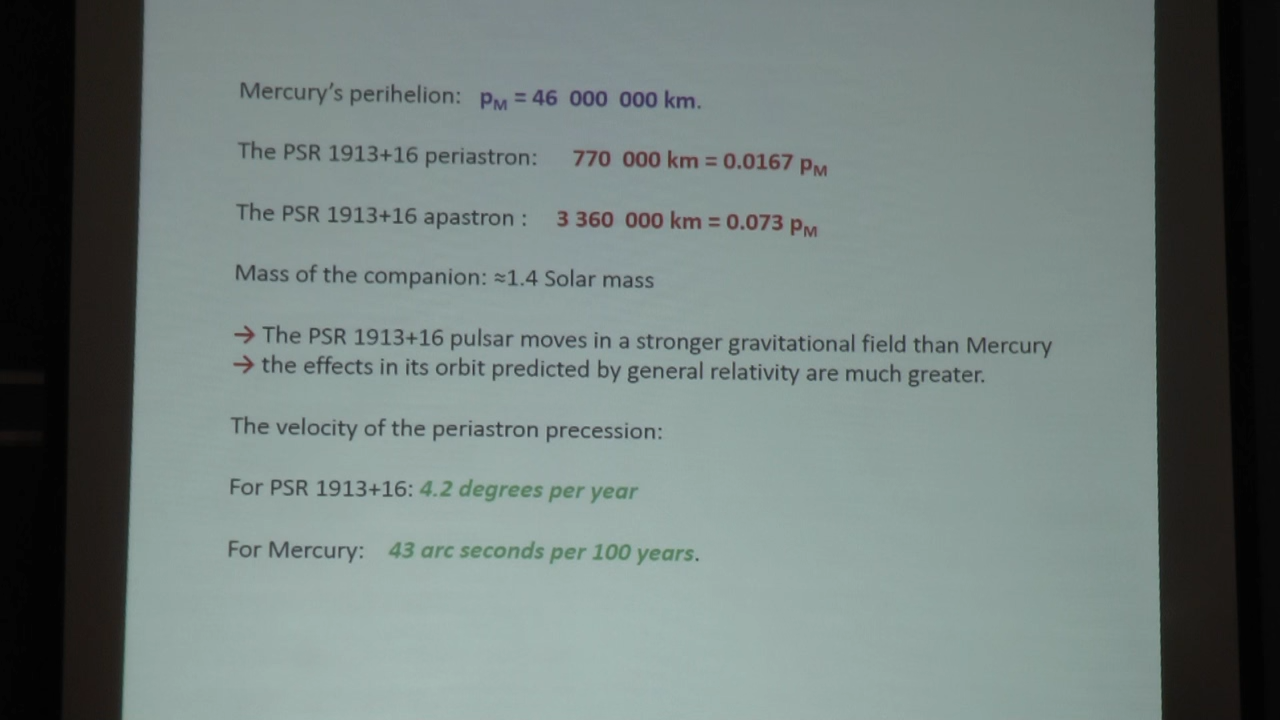 Mercury's perihelion: pM = 46 000 000 km.
The PSR 1913+16 periastron: 770 000 km = 0.0167 pM
The PSR 1913+16 apastron : 3 360 000 km = 0.073 pM
Mass of the companion: ≈1.4 Solar mass
→ The PSR 1913+16 pulsar moves in a stronger gravitational field than Mercury
→ the effects in its orbit predicted by general relativity are much greater.
The velocity of the periastron precession:
For PSR 1913+16: 4.2 degrees per year
For Mercury: 43 arc seconds per 100 years.